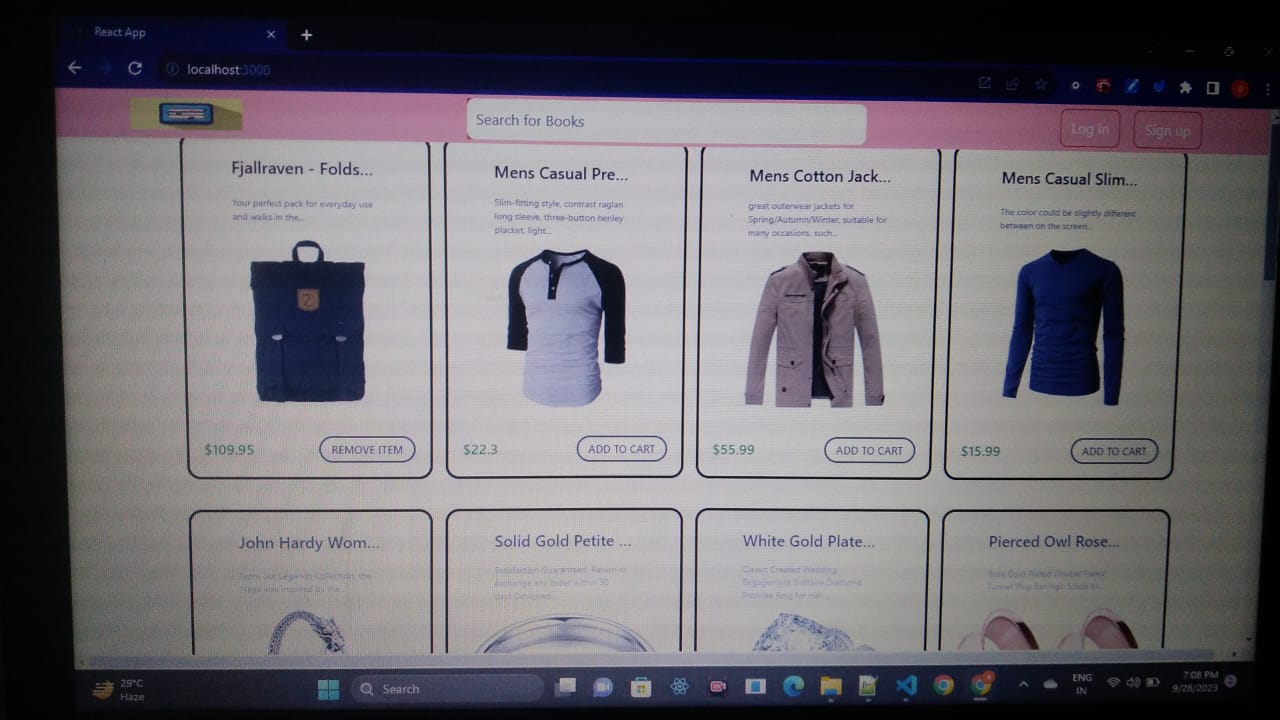 React App
localhost:3000
Search for Books
Log in
Sign up
Fjallraven - Folds...
Your perfect pack for everyday use
and walks in the...
$109.95
REMOVE ITEM
Mens Casual Pre...
Slim-fitting style, contrast raglan
long sleeve, three-button henley
placket, light...
$22.3
ADD TO CART
Mens Cotton Jack...
great outerwear jackets for
Spring/Autumn/Winter, suitable for
many occasions, such...
$55.99
ADD TO CART
Mens Casual Slim...
The color could be slightly different
between on the screen...
$15.99
ADD TO CART
John Hardy Wom...
From our Legends Collection, the
Naga was inspired by the...
Solid Gold Petite ...
Satisfaction Guaranteed. Return or
exchange any order within 30
days.Designed...
White Gold Plate...
Classic Created Wedding
Engagement Solitaire Diamond
Promise Ring for Her...
Pierced Owl Rose...
Rose Gold Plated Double Flared
Tunnel Plug Earrings. Made of...
29°C
Haze
Search
ENG
IN
7:08 PM
9/28/2023